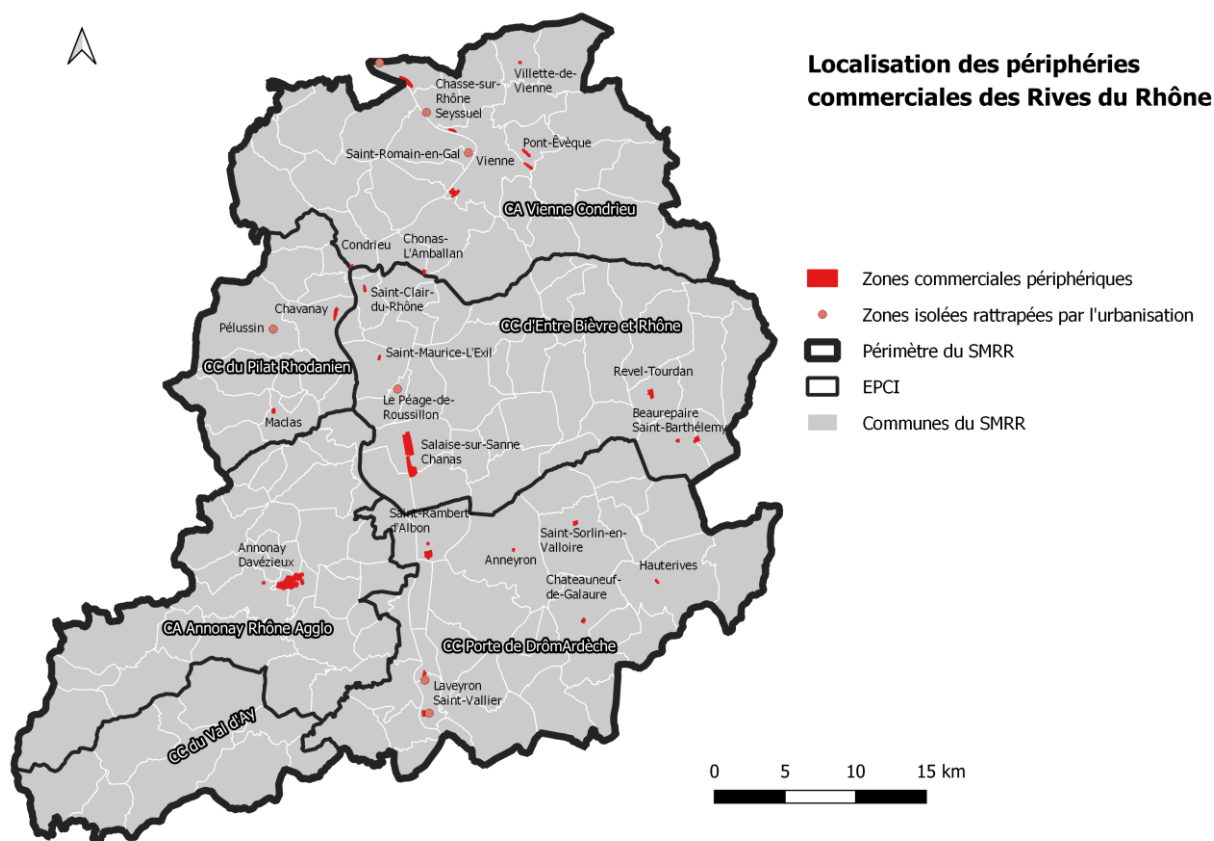 Localisation des périphéries
commerciales des Rives du Rhône
Villette-de-
Vienne
Chasse-sur-
Rhône
Seyssuel
Pont-Évèque
Saint-Romain-en-Gal
Vienne
CA Vienne Condrieu
Condrieu
Chonas-
L'Amballan
Saint-Clair-
du-Rhône
Chavanay
Pélussin
CC d'Entre Bièvre et Rhône
CC du Pilat Rhodanien
Saint-Maurice-L'Exil
Revel-Tourdan
Le Péage-de-
Roussillon
Beaurepaire
Saint-Barthélemy
Maclas
Salaise-sur-Sanne
Chanas
Saint-Rambert
d'Albon
Saint-Sorlin-en-
Valloire
Anneyron
Annonay
Davézieux
Hauterives
Chateauneuf-
de-Galaure
CA Annonay Rhône Agglo
CC Porte de DrômArdèche
Laveyron
Saint-Vallier
CC du Val d'Ay
Zones commerciales périphériques
Zones isolées rattrapées par l'urbanisation
Périmètre du SMRR
EPCI
Communes du SMRR
0 5 10 15 km